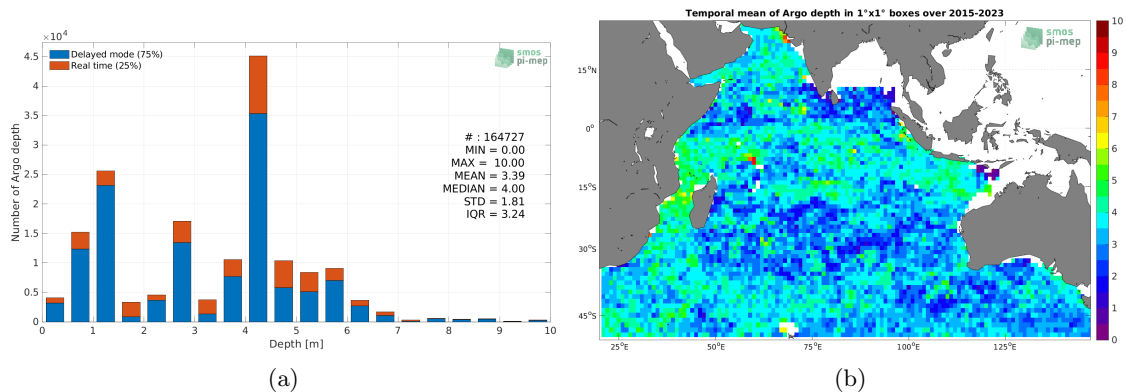 ×10⁴
4.5
4
3.5
3
2.5
2
1.5
1
0.5
0
Number of Argo depth
Delayed mode (75%)
Real time (25%)
smos
pi-mep
# : 164727
MIN = 0.00
MAX = 10.00
MEAN = 3.39
MEDIAN = 4.00
STD = 1.81
IQR = 3.24
0 1 2 3 4 5 6 7 8 9 10
Depth [m]
(a)
Temporal mean of Argo depth in 1°x1° boxes over 2015-2023
smos
pi-mep
15°N
0°
15°S
30°S
45°S
25°E 50°E 75°E 100°E 125°E
10
9
8
7
6
5
4
3
2
1
0
(b)